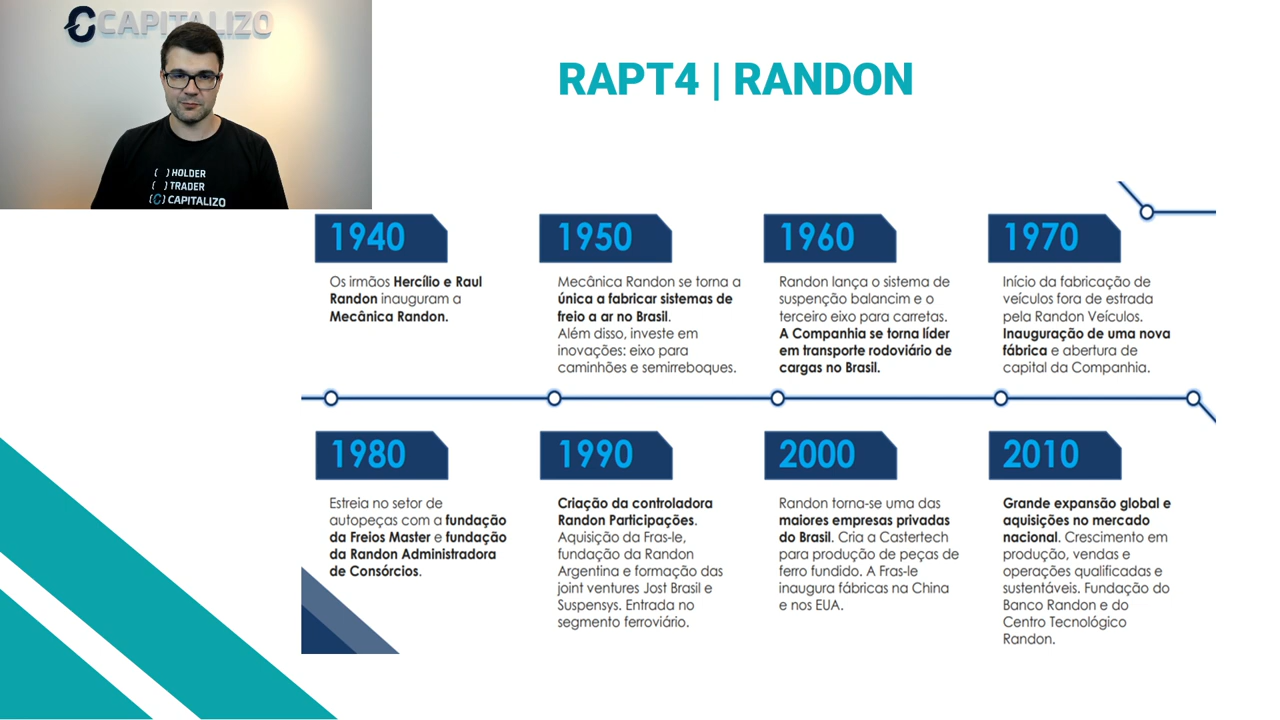 CAPITALIZO
( ) HOLDER
( ) TRADER
(C) CAPITALIZO
RAPT4 | RANDON
1940
Os irmãos Hercílio e Raul
Randon inauguram a
Mecânica Randon.
1950
Mecânica Randon se torna a
única a fabricar sistemas de
freio a ar no Brasil.
Além disso, investe em
inovações: eixo para
caminhões e semirreboques.
1960
Randon lança o sistema de
suspenção balancim e o
terceiro eixo para carretas.
A Companhia se torna líder
em transporte rodoviário de
cargas no Brasil.
1970
Início da fabricação de
veículos fora de estrada
pela Randon Veículos.
Inauguração de uma nova
fábrica e abertura de
capital da Companhia.
1980
Estreia no setor de
autopeças com a fundação
da Freios Master e fundação
da Randon Administradora
de Consórcios.
1990
Criação da controladora
Randon Participações.
Aquisição da Fras-le,
fundação da Randon
Argentina e formação das
joint ventures Jost Brasil e
Suspensys. Entrada no
segmento ferroviário.
2000
Randon torna-se uma das
maiores empresas privadas
do Brasil. Cria a Castertech
para produção de peças de
ferro fundido. A Fras-le
inaugura fábricas na China
e nos EUA.
2010
Grande expansão global e
aquisições no mercado
nacional. Crescimento em
produção, vendas e
operações qualificadas e
sustentáveis. Fundação do
Banco Randon e do
Centro Tecnológico
Randon.